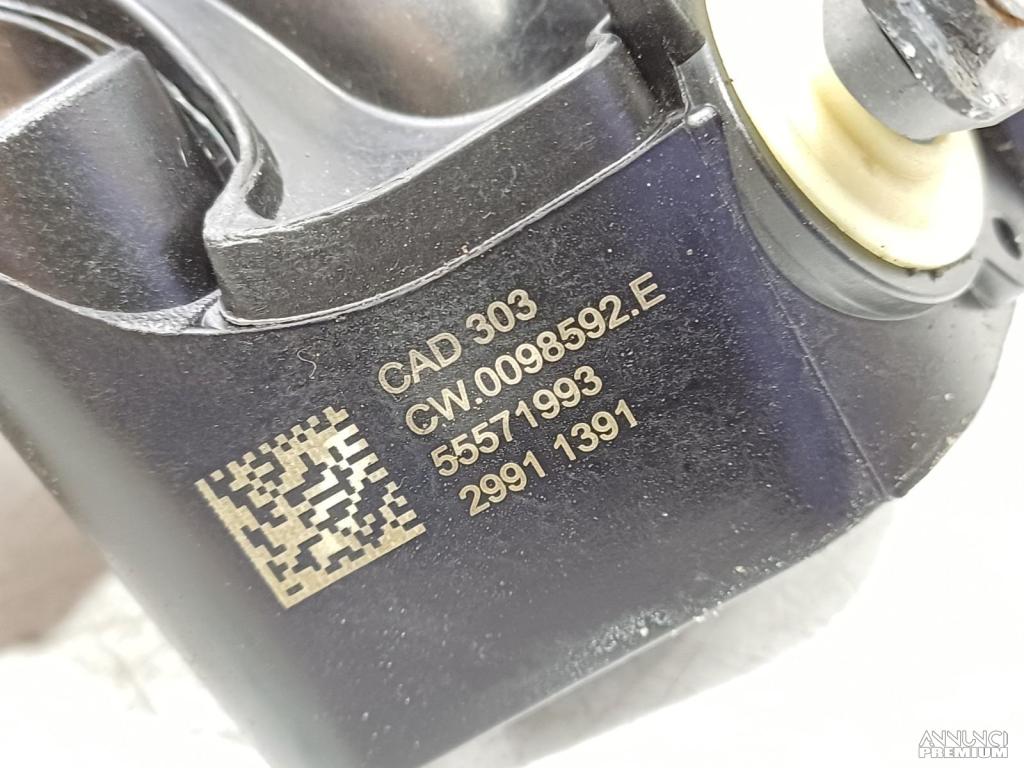 CAD 303
CW.0098592.E
55571993
2991 1391
ANNUNCI
PREMIUM